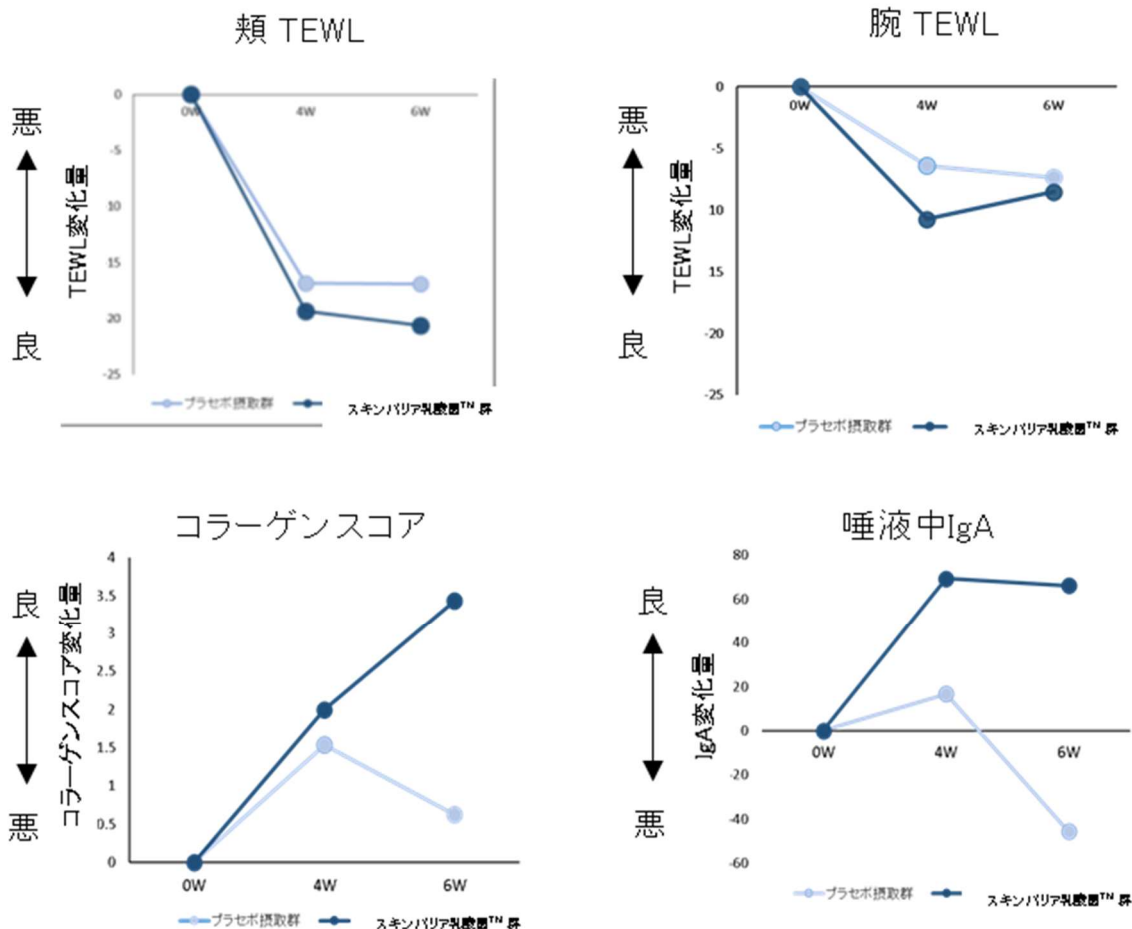 頬 TEWL
悪
良
TEWL変化量
0
-5
10
15
20
-25
0W
4W
6W
プラセボ摂取群
スキンバリア乳酸菌™ 群
腕 TEWL
悪
良
TEWL変化量
0
-5
10
15
-20
-25
0W
4W
6W
プラセボ摂取群
スキンバリア乳酸菌™ 群
コラーゲンスコア
良
悪
コラーゲンスコア変化量
4
3.5
3
2.5
2
1.5
1
0.5
0
0W
4W
6W
プラセボ摂取群
スキンバリア乳酸菌™ 群
唾液中IgA
良
悪
IgA変化量
80
60
40
20
0
-20
-40
-60
0W
4W
6W
プラセボ摂取群
スキンバリア乳酸菌™ 群